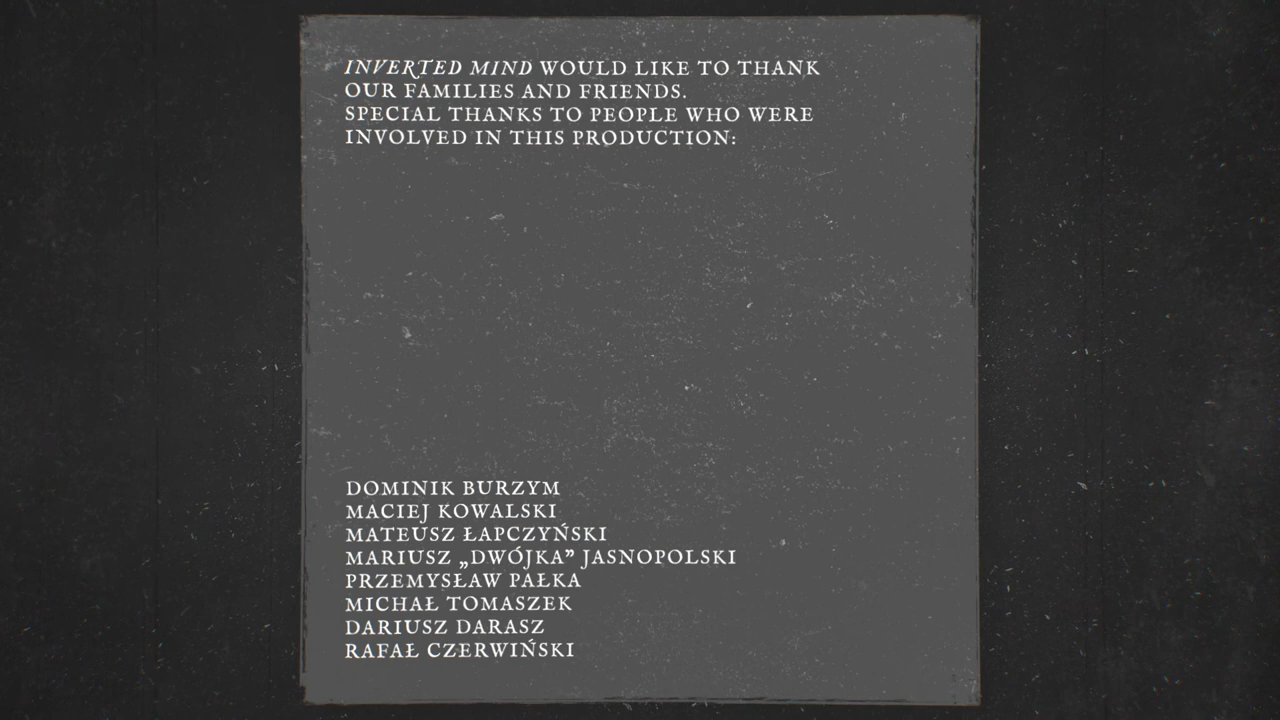 INVERTED MIND WOULD LIKE TO THANK
OUR FAMILIES AND FRIENDS.
SPECIAL THANKS TO PEOPLE WHO WERE
INVOLVED IN THIS PRODUCTION:
DOMINIK BURZYM
MACIEJ KOWALSKI
MATEUSZ ŁAPCZYŃSKI
MARIUSZ „DWÓJKA” JASNOPOLSKI
PRZEMYSŁAW PAŁKA
MICHAŁ TOMASZEK
DARIUSZ DARASZ
RAFAŁ CZERWIŃSKI